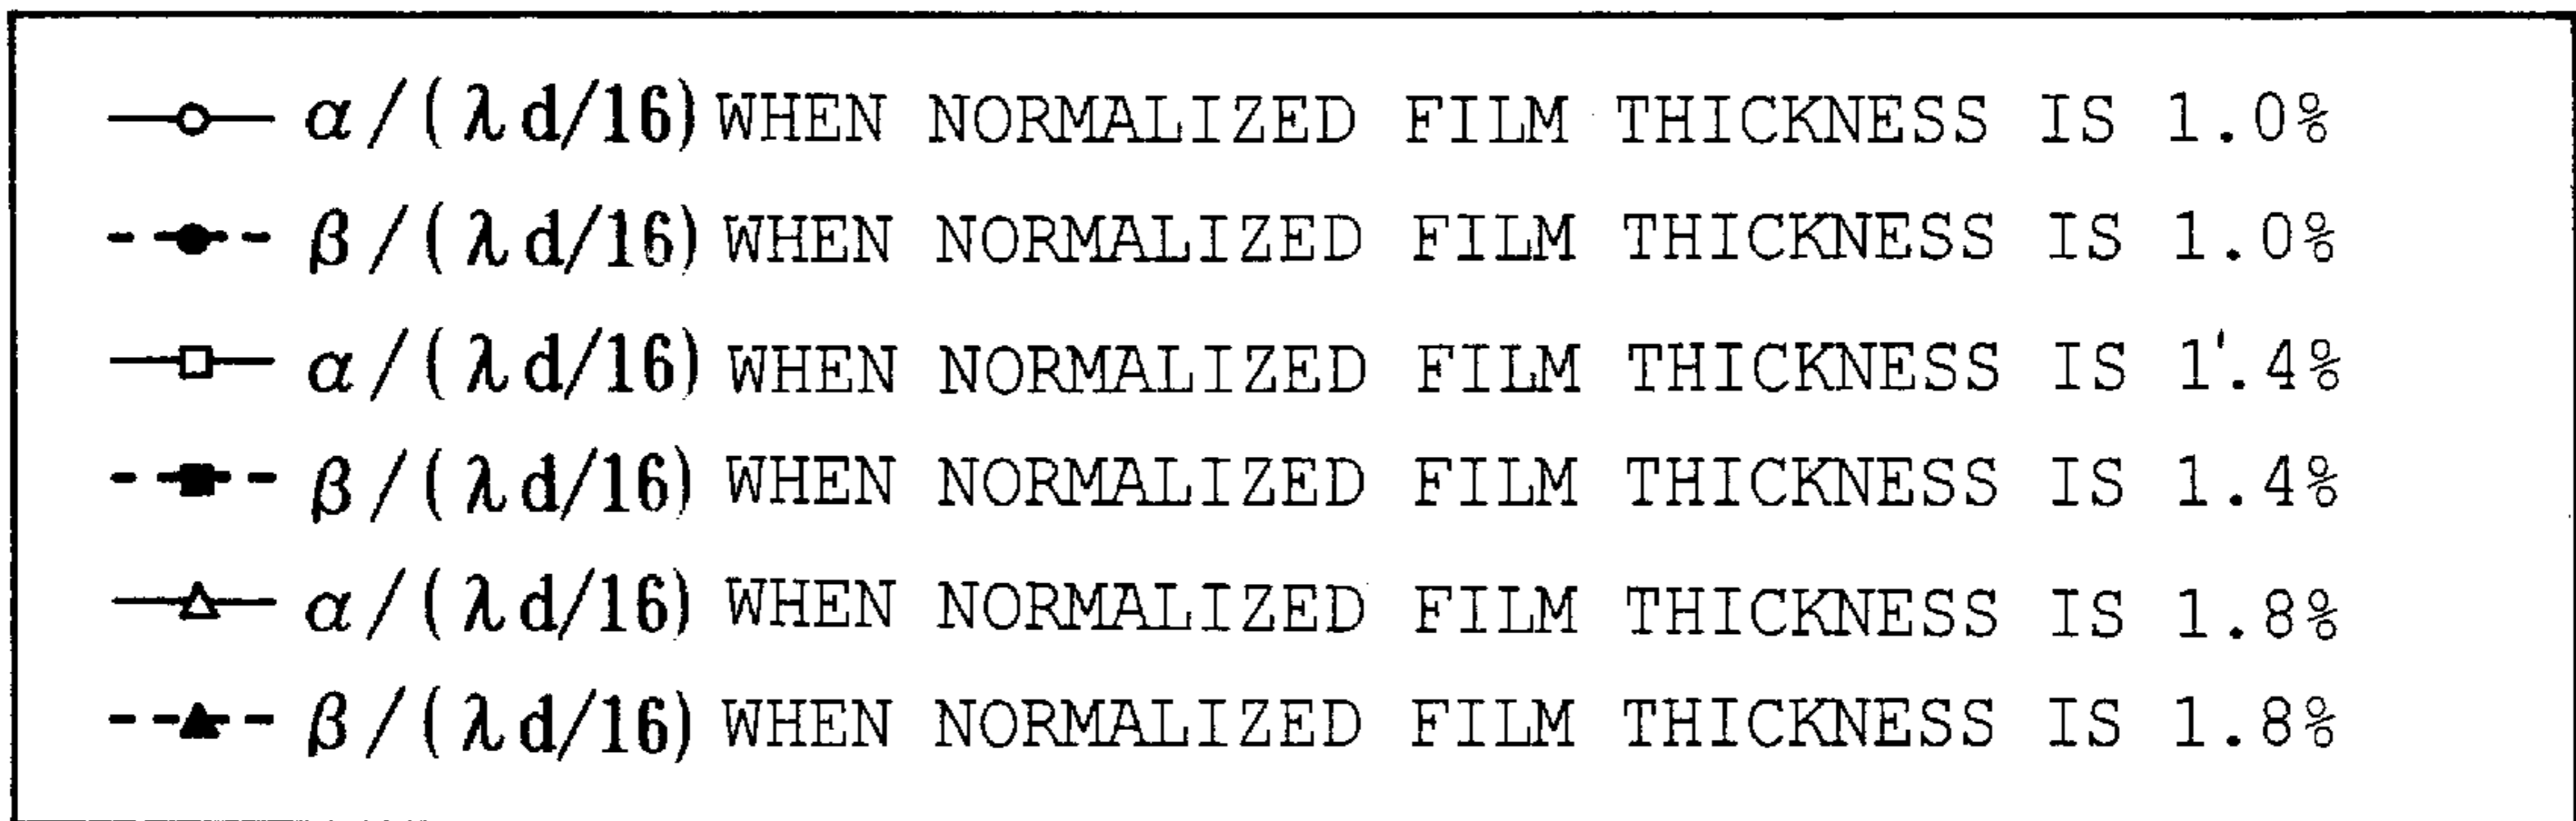 α/(λd/16) WHEN NORMALIZED FILM THICKNESS IS 1.0%
β/(λd/16) WHEN NORMALIZED FILM THICKNESS IS 1.0%
α/(λd/16) WHEN NORMALIZED FILM THICKNESS IS 1.4%
β/(λd/16) WHEN NORMALIZED FILM THICKNESS IS 1.4%
α/(λd/16) WHEN NORMALIZED FILM THICKNESS IS 1.8%
β/(λd/16) WHEN NORMALIZED FILM THICKNESS IS 1.8%